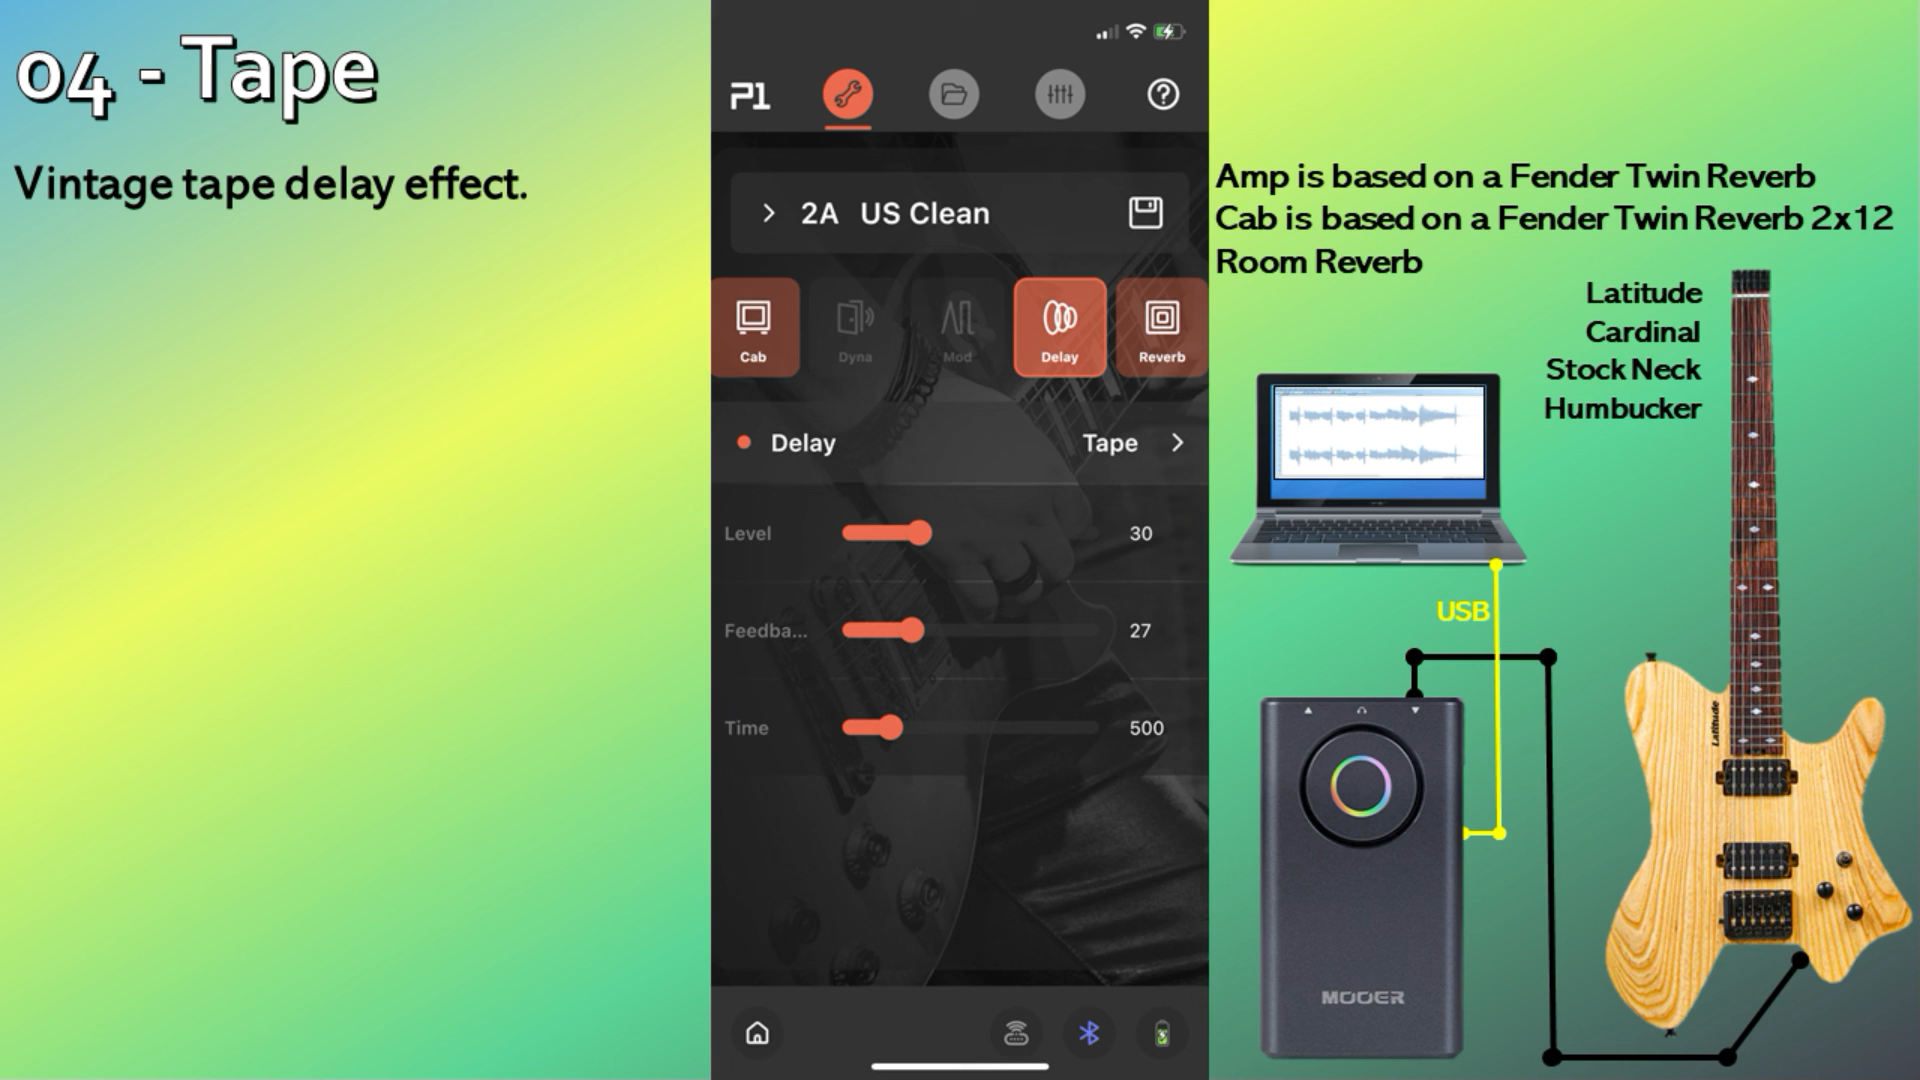 04 - Tape
Vintage tape delay effect.
P1
2A US Clean
Cab
Dyna
Mod
Delay
Reverb
Delay
Tape
Level
30
Feedba...
27
Time
500
Amp is based on a Fender Twin Reverb
Cab is based on a Fender Twin Reverb 2x12
Room Reverb
Latitude
Cardinal
Stock Neck
Humbucker
USB
Latitude
MOOER